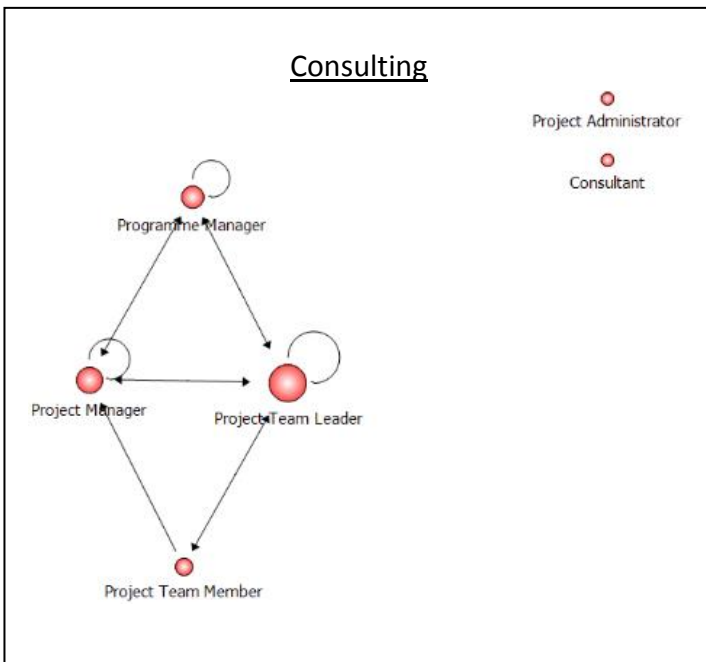 Consulting
Project Administrator
Consultant
Programme Manager
Project Manager
Project Team Leader
Project Team Member